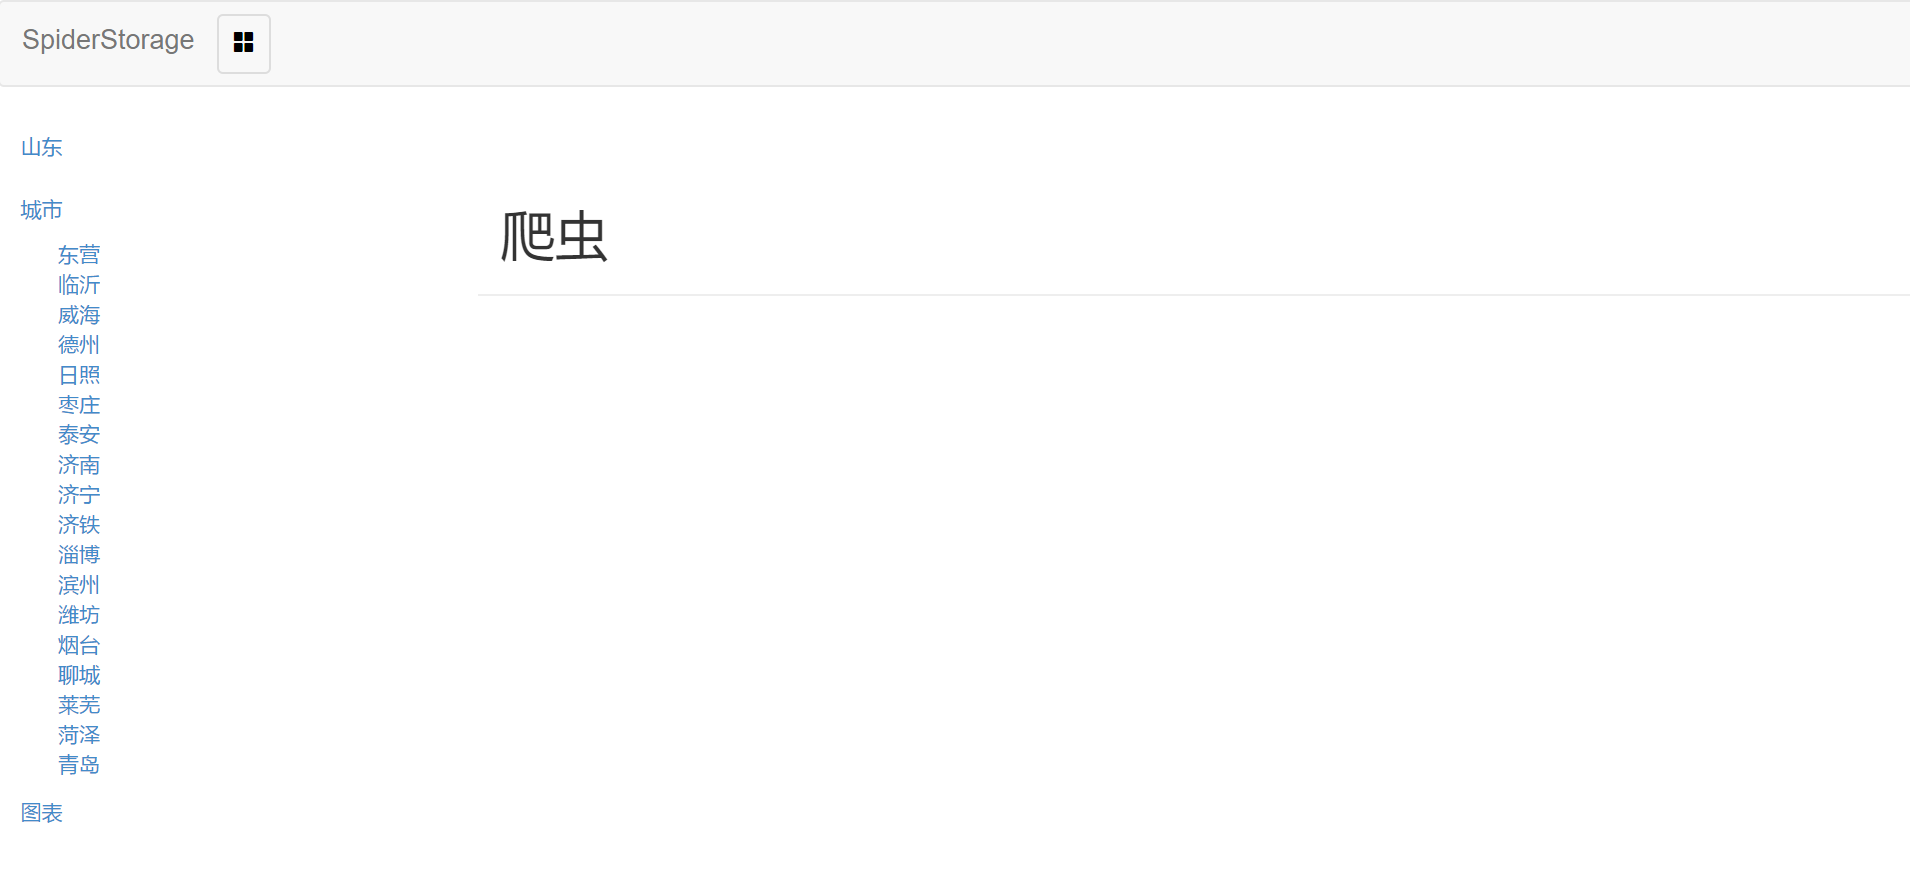 SpiderStorage
山东
城市
东营
临沂
威海
德州
日照
枣庄
泰安
济南
济宁
济铁
淄博
滨州
潍坊
烟台
聊城
莱芜
菏泽
青岛
图表
爬虫